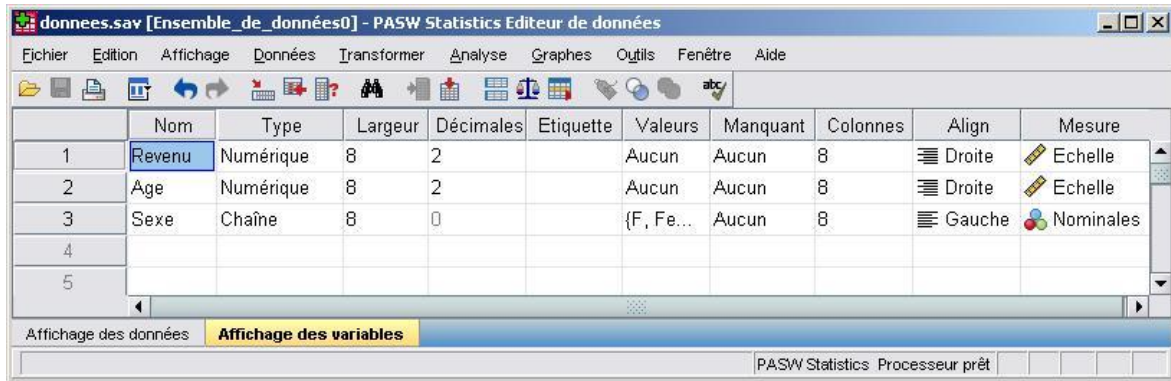 donnees.sav [Ensemble_de_données0] - PASW Statistics Editeur de données
Fichier Edition Affichage Données Transformer Analyse Graphes Outils Fenêtre Aide
Nom Type Largeur Décimales Etiquette Valeurs Manquant Colonnes Align Mesure
1 Revenu Numérique 8 2 Aucun Aucun 8 Droite Echelle
2 Age Numérique 8 2 Aucun Aucun 8 Droite Echelle
3 Sexe Chaîne 8 0 {F, Fe... Aucun 8 Gauche Nominales
4
5
Affichage des données Affichage des variables
PASW Statistics Processeur prêt